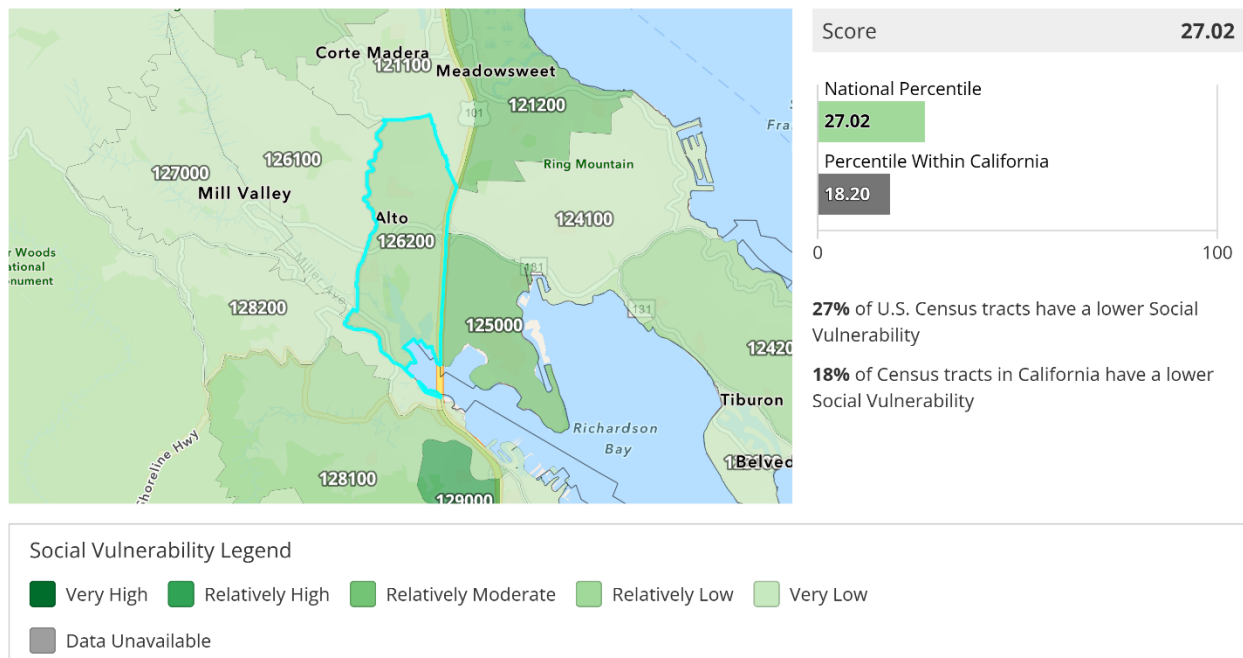 Corte Madera
121100
Meadowsweet
121200
101
126100
127000
Ring Mountain
Mill Valley
124100
Alto
126200
Miller Ave
131
128200
125000
131
Tiburon
Richardson
Bay
Shoreline Hwy
128100
129000
Score 27.02
National Percentile
27.02
Percentile Within California
18.20
0 100
27% of U.S. Census tracts have a lower Social
Vulnerability
18% of Census tracts in California have a lower
Social Vulnerability
Social Vulnerability Legend
Very High Relatively High Relatively Moderate Relatively Low Very Low
Data Unavailable